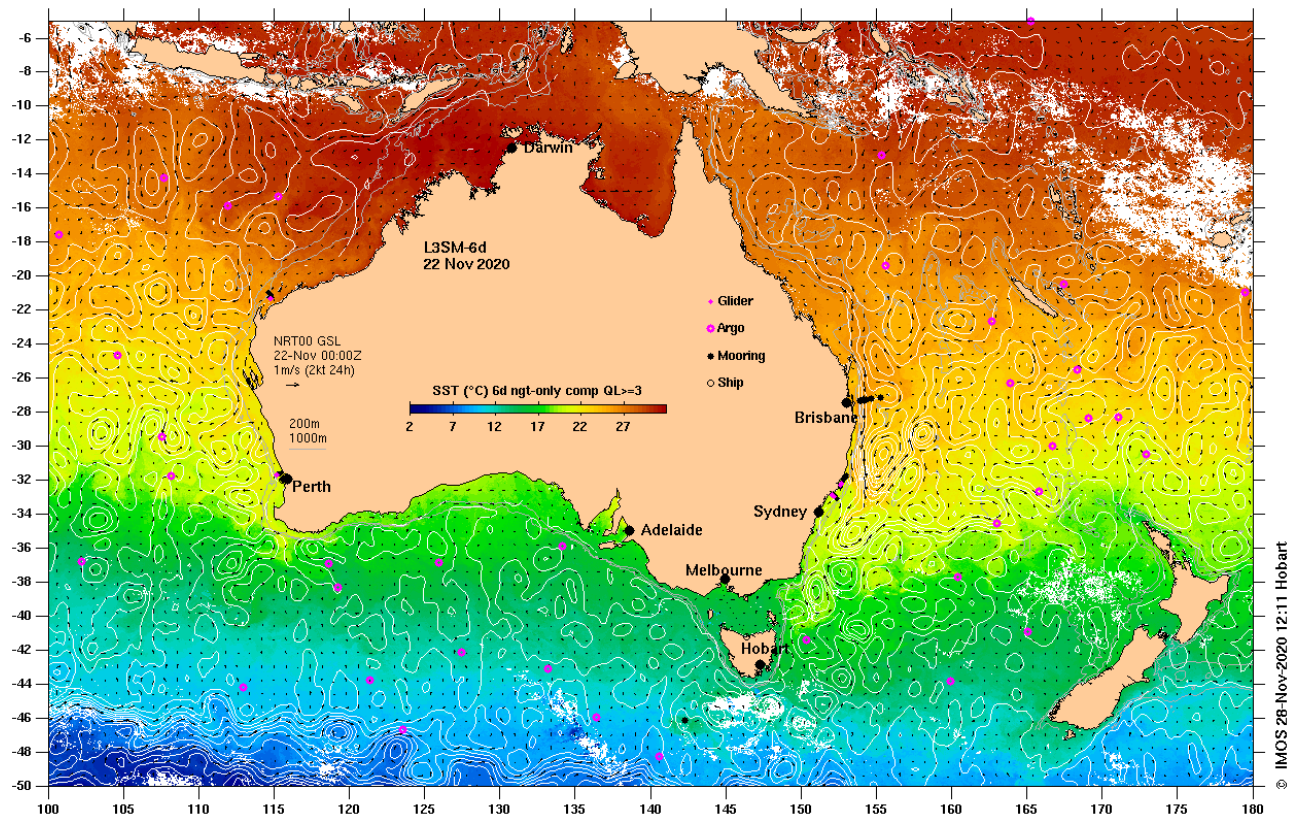 -6
-8
-10
-12
-14
-16
-18
-20
-22
-24
-26
-28
-30
-32
-34
-36
-38
-40
-42
-44
-46
-48
-50
Darwin
L3SM-6d
22 Nov 2020
Glider
Argo
Mooring
Ship
NRT00 GSL
22-Nov 00:00Z
1m/s (2kt 24h)
SST (°C) 6d ngt-only comp QL>=3
2 7 12 17 22 27
200m
1000m
Brisbane
Perth
Sydney
Adelaide
Melbourne
Hobart
100 105 110 115 120 125 130 135 140 145 150 155 160 165 170 175 180
© IMOS 28-Nov-2020 12:11 Hobart